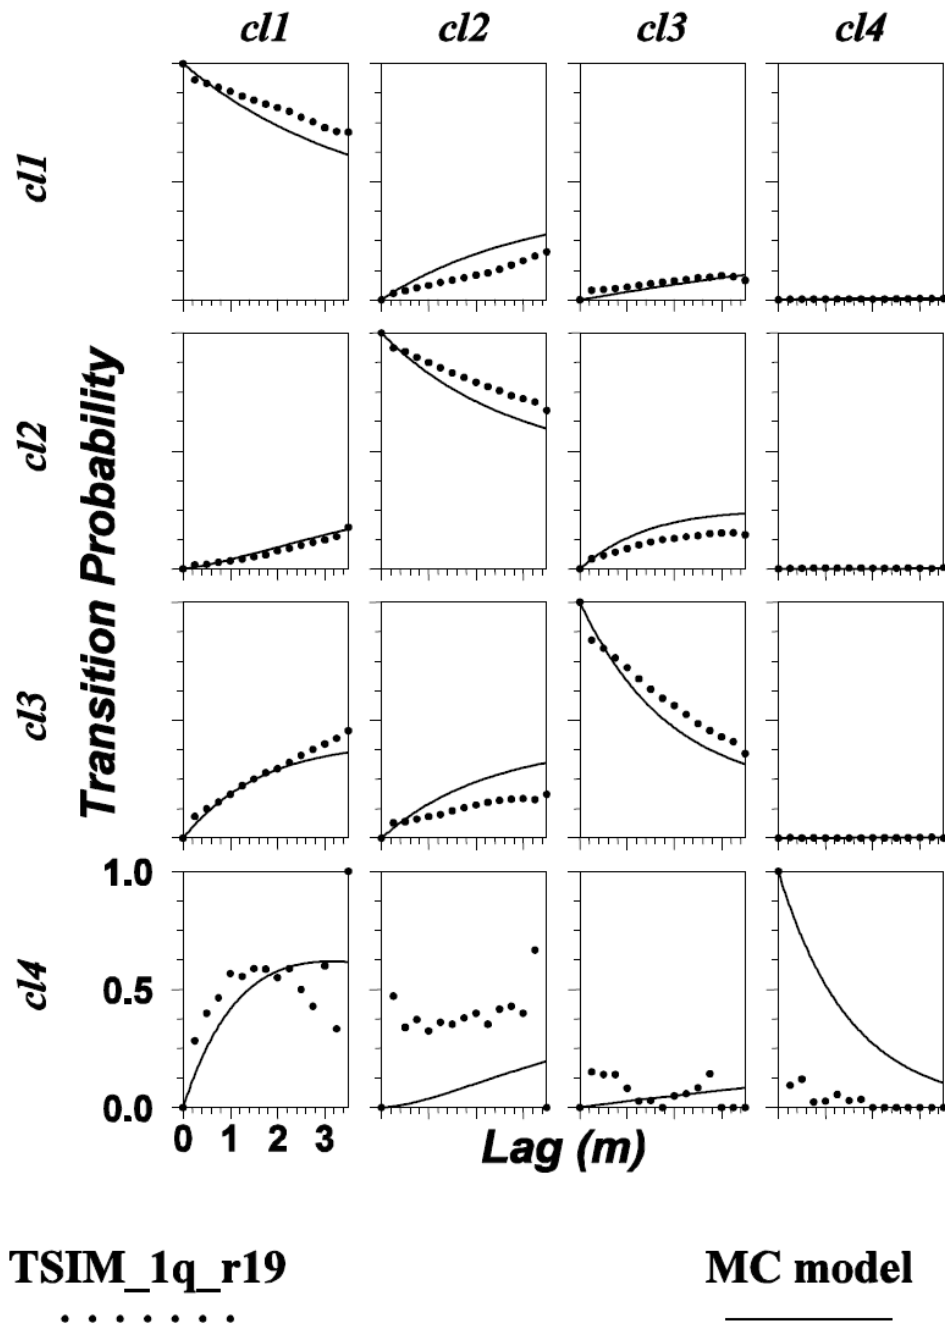 cl1 cl2 cl3 cl4
cl1
cl2
cl3
cl4
Transition Probability
1.0
0.5
0.0
0 1 2 3
Lag (m)
TSIM_1q_r19 MC model